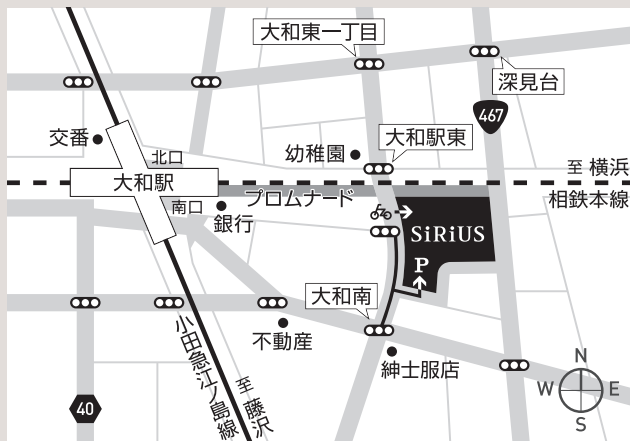 大和東一丁目
深見台
467
交番
北口
幼稚園
大和駅東
至 横浜
大和駅
プロムナード
相鉄本線
南口
銀行
SiRiUS
P
大和南
不動産
紳士服店
小田急江ノ島線
至 藤沢
40
N
W
E
S